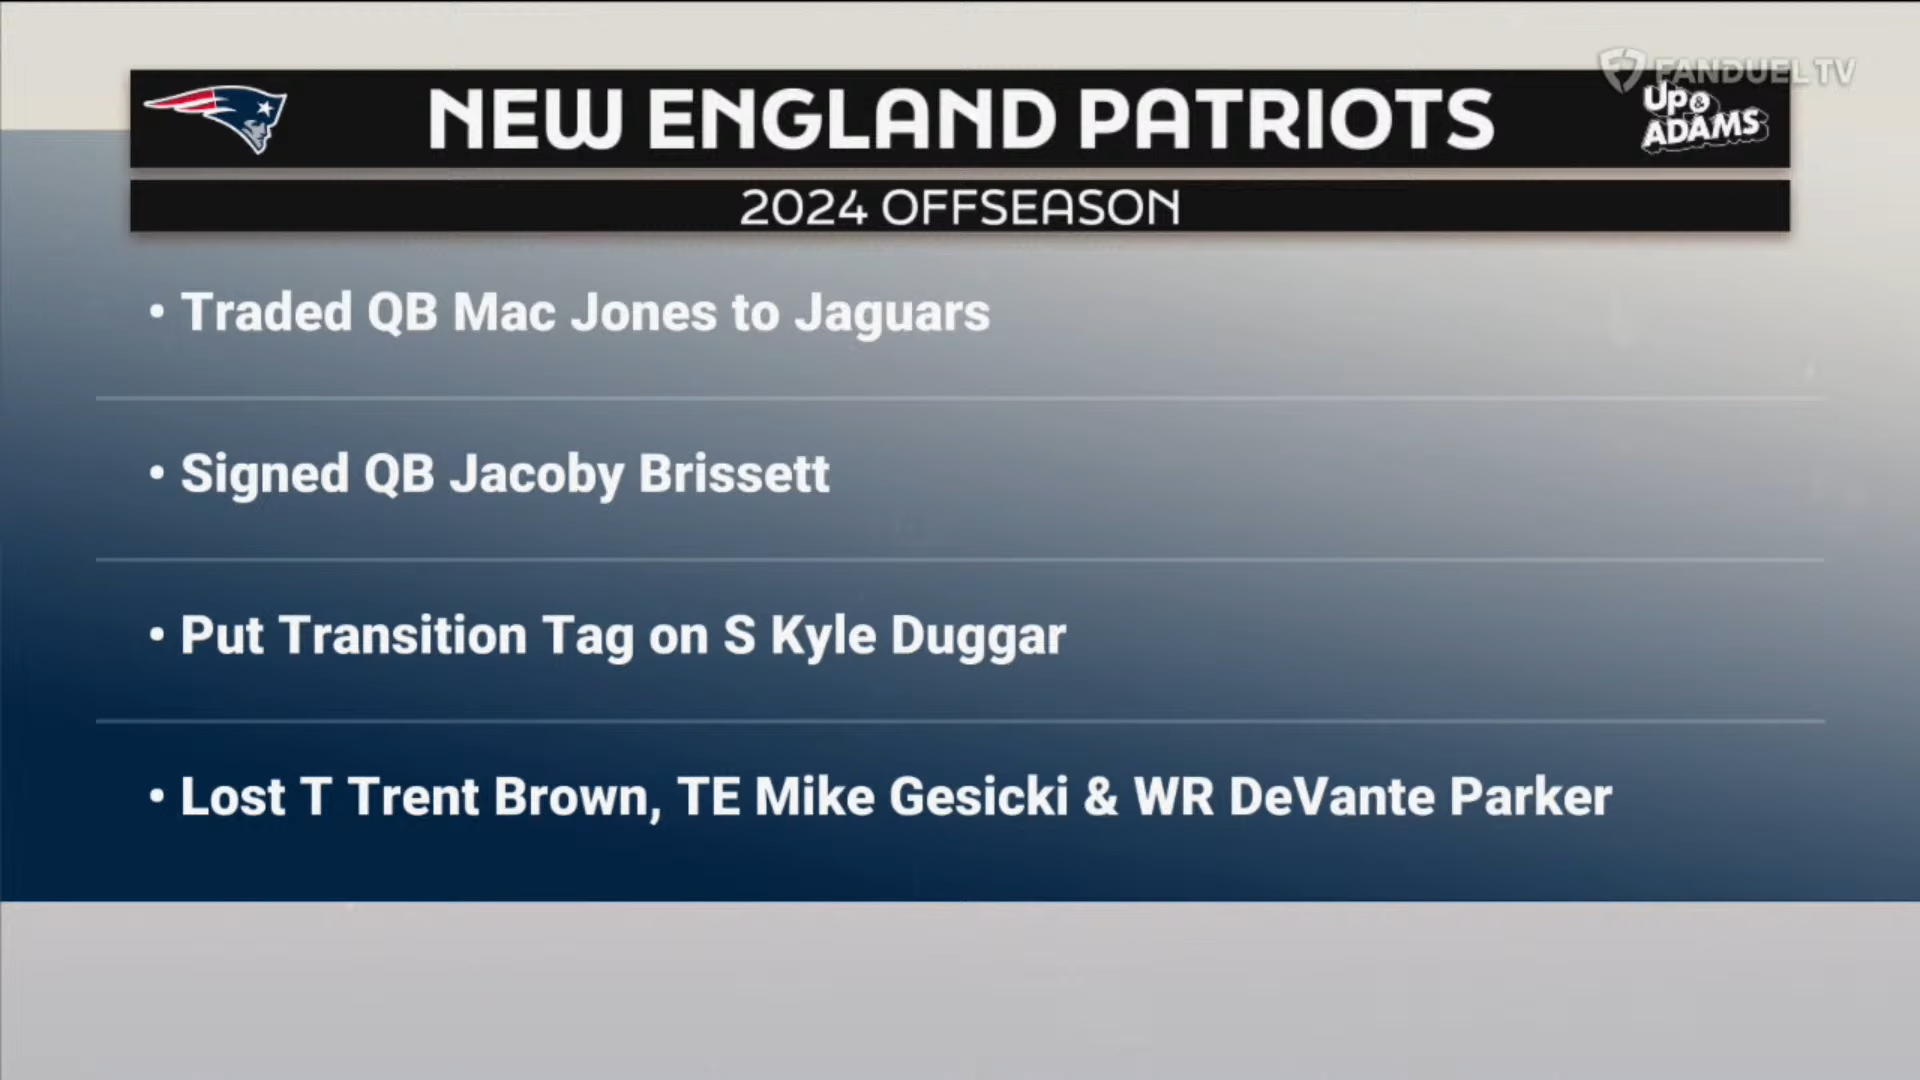 FANDUEL TV
NEW ENGLAND PATRIOTS
Up & ADAMS
2024 OFFSEASON
• Traded QB Mac Jones to Jaguars
• Signed QB Jacoby Brissett
• Put Transition Tag on S Kyle Duggar
• Lost T Trent Brown, TE Mike Gesicki & WR DeVante Parker